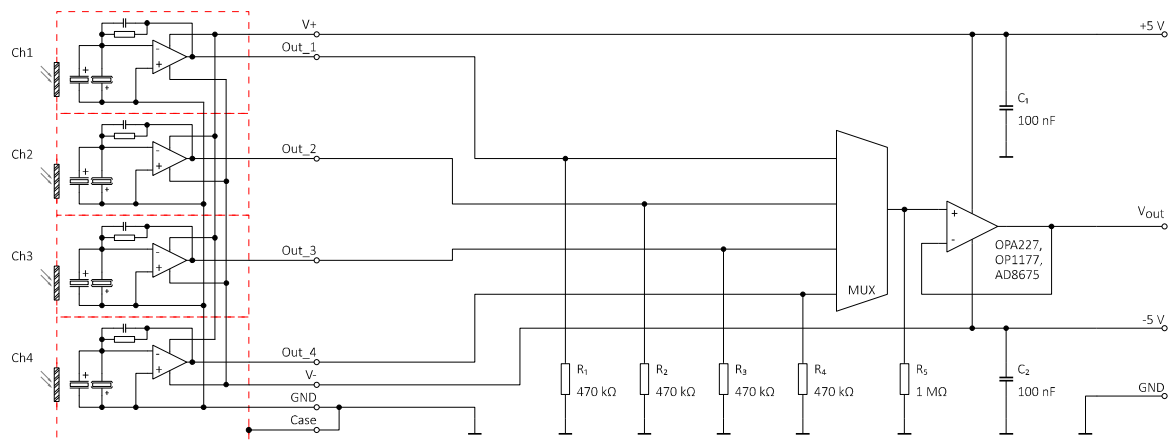 V+
+5 V
Ch1
Out_1
C₁
100 nF
Ch2
Out_2
Vout
OPA227,
OP1177,
AD8675
Ch3
Out_3
MUX
-5 V
Ch4
Out_4
V-
GND
Case
R₁
470 kΩ
R₂
470 kΩ
R₃
470 kΩ
R₄
470 kΩ
R₅
1 MΩ
C₂
100 nF
GND